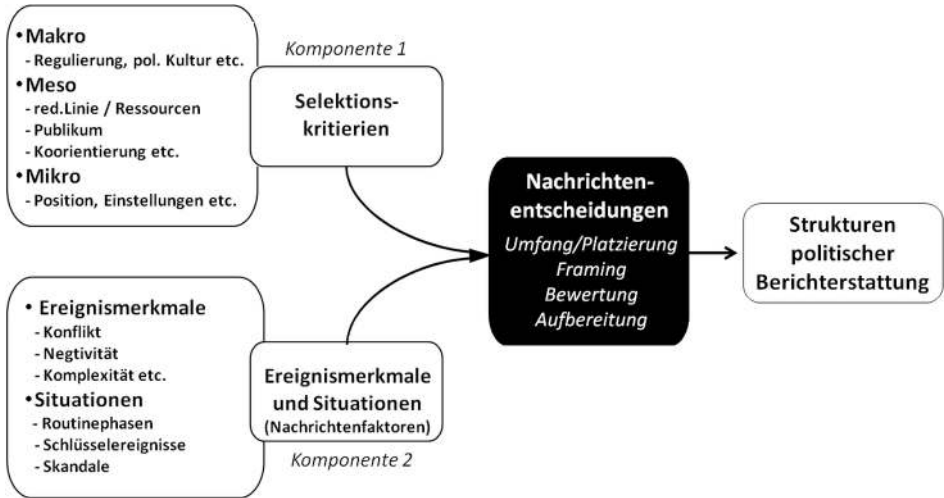 •Makro
- Regulierung, pol. Kultur etc.
•Meso
- red.Linie / Ressourcen
- Publikum
- Koorientierung etc.
•Mikro
- Position, Einstellungen etc.
Komponente 1
Selektions-
kritierien
• Ereignismerkmale
- Konflikt
- Negtivität
- Komplexität etc.
•Situationen
- Routinephasen
- Schlüsselereignisse
- Skandale
Ereignismerkmale
und Situationen
(Nachrichtenfaktoren)
Komponente 2
Nachrichten-
entscheidungen
Umfang/Platzierung
Framing
Bewertung
Aufbereitung
Strukturen
politischer
Berichterstattung